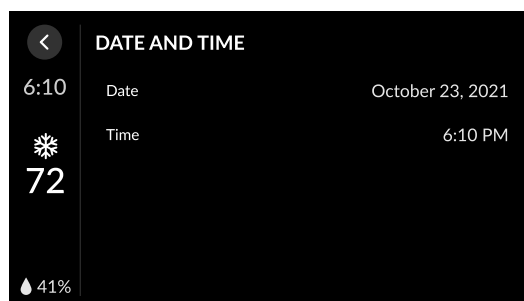 DATE AND TIME
6:10
Date October 23, 2021
Time 6:10 PM
72
41%